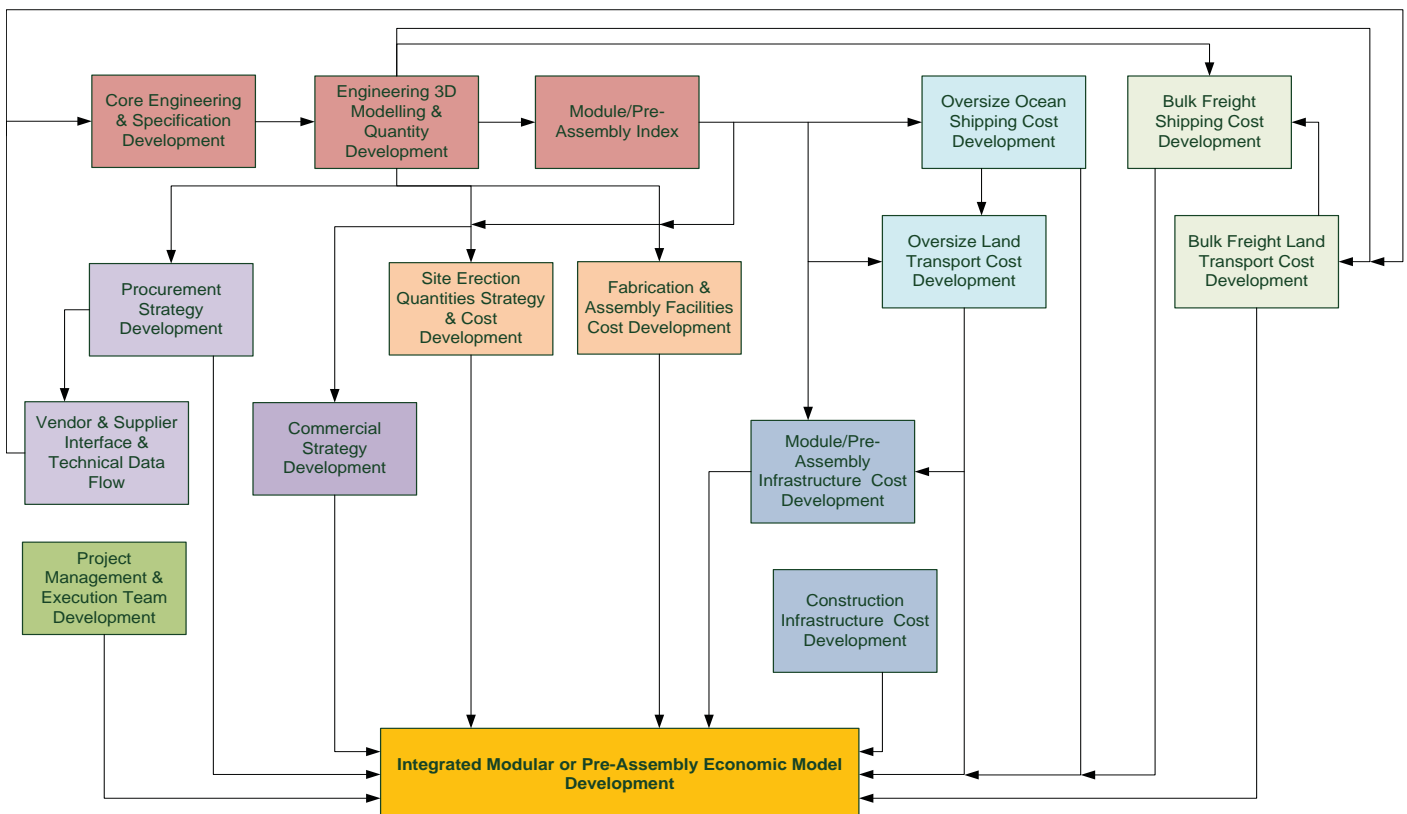 Core Engineering
& Specification
Development
Engineering 3D
Modelling &
Quantity
Development
Module/Pre-
Assembly Index
Oversize Ocean
Shipping Cost
Development
Bulk Freight
Shipping Cost
Development
Procurement
Strategy
Development
Site Erection
Quantities Strategy
& Cost
Development
Fabrication &
Assembly Facilities
Cost Development
Oversize Land
Transport Cost
Development
Bulk Freight Land
Transport Cost
Development
Vendor & Supplier
Interface &
Technical Data
Flow
Commercial
Strategy
Development
Module/Pre-
Assembly
Infrastructure Cost
Development
Project
Management &
Execution Team
Development
Construction
Infrastructure Cost
Development
Integrated Modular or Pre-Assembly Economic Model
Development